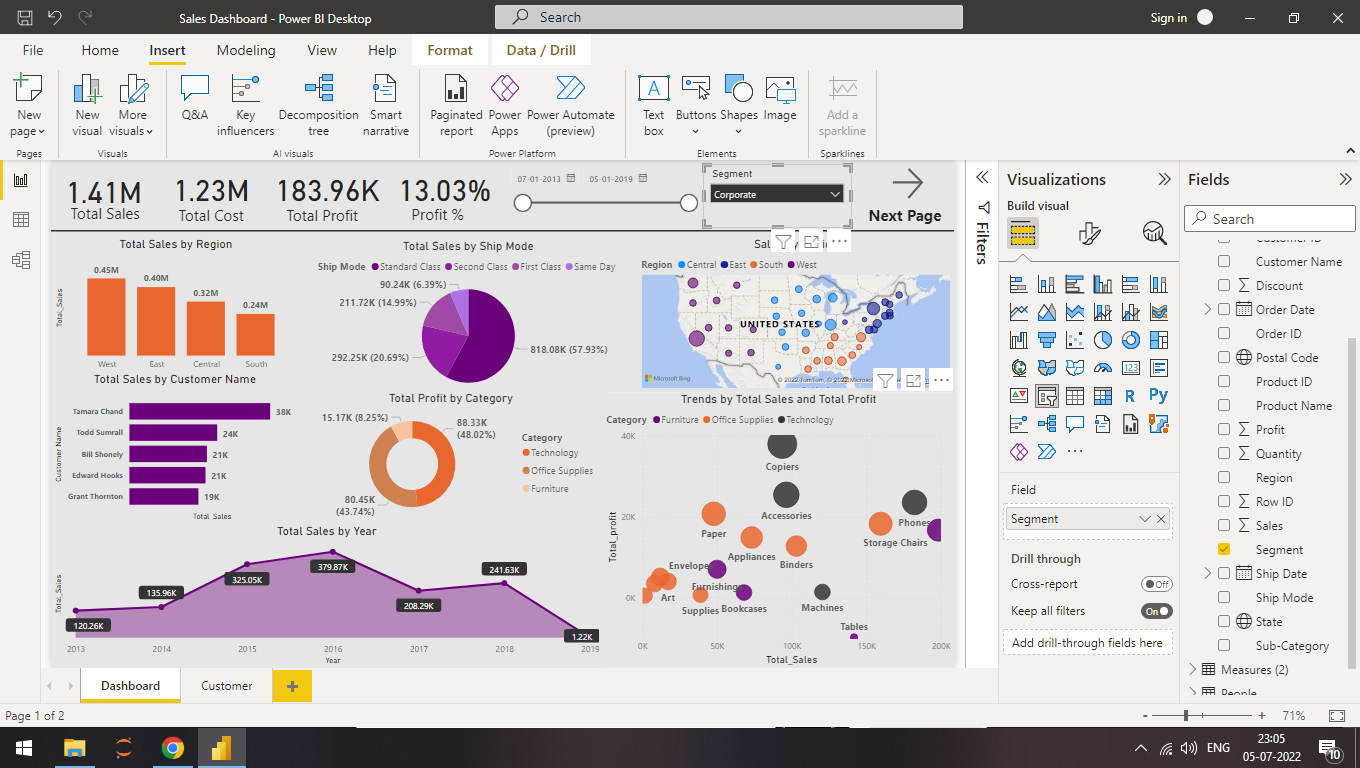 Sales Dashboard - Power BI Desktop
Search
Sign in
File
Home
Insert
Modeling
View
Help
Format
Data / Drill
New page
New visual
More visuals
Q&A
Key influencers
Decomposition tree
Smart narrative
Paginated report
Power Apps
Power Automate (preview)
Text box
Buttons
Shapes
Image
Add a sparkline
Pages
Visuals
AI visuals
Power Platform
Elements
Sparklines
1.41M
Total Sales
1.23M
Total Cost
183.96K
Total Profit
13.03%
Profit %
07-01-2013
05-01-2019
Segment
Corporate
Next Page
Total Sales by Region
Total_Sales
0.45M
0.40M
0.32M
0.24M
West
East
Central
South
Total Sales by Ship Mode
Ship Mode
Standard Class
Second Class
First Class
Same Day
90.24K (6.39%)
211.72K (14.99%)
292.25K (20.69%)
818.08K (57.93%)
Region
Central
East
South
West
UNITED STATES
Microsoft Bing
© 2022 TomTom, © 2022 Microsoft
Total Sales by Customer Name
Customer Name
Tamara Chand
38K
Todd Sumrall
24K
Bill Shonely
21K
Edward Hooks
21K
Grant Thornton
19K
Total_Sales
Total Profit by Category
15.17K (8.25%)
88.33K
(48.02%)
80.45K
(43.74%)
Category
Technology
Office Supplies
Furniture
Total Sales by Year
Total_Sales
120.26K
135.96K
325.05K
379.87K
208.29K
241.63K
1.22K
2013
2014
2015
2016
2017
2018
2019
Year
Trends by Total Sales and Total Profit
Category
Furniture
Office Supplies
Technology
Total_profit
40K
20K
0K
Copiers
Accessories
Phones
Paper
Storage
Chairs
Appliances
Binders
Envelopes
Furnishings
Art
Supplies
Bookcases
Machines
Tables
0K
50K
100K
150K
200K
Total_Sales
Filters
Visualizations
Build visual
R
Py
123
Field
Segment
Drill through
Cross-report
Off
Keep all filters
On
Add drill-through fields here
Fields
Search
Customer ID
Customer Name
Discount
Order Date
Order ID
Postal Code
Product ID
Product Name
Profit
Quantity
Region
Row ID
Sales
Segment
Ship Date
Ship Mode
State
Sub-Category
Measures (2)
People
Dashboard
Customer
Page 1 of 2
71%
ENG
23:05
05-07-2022
10